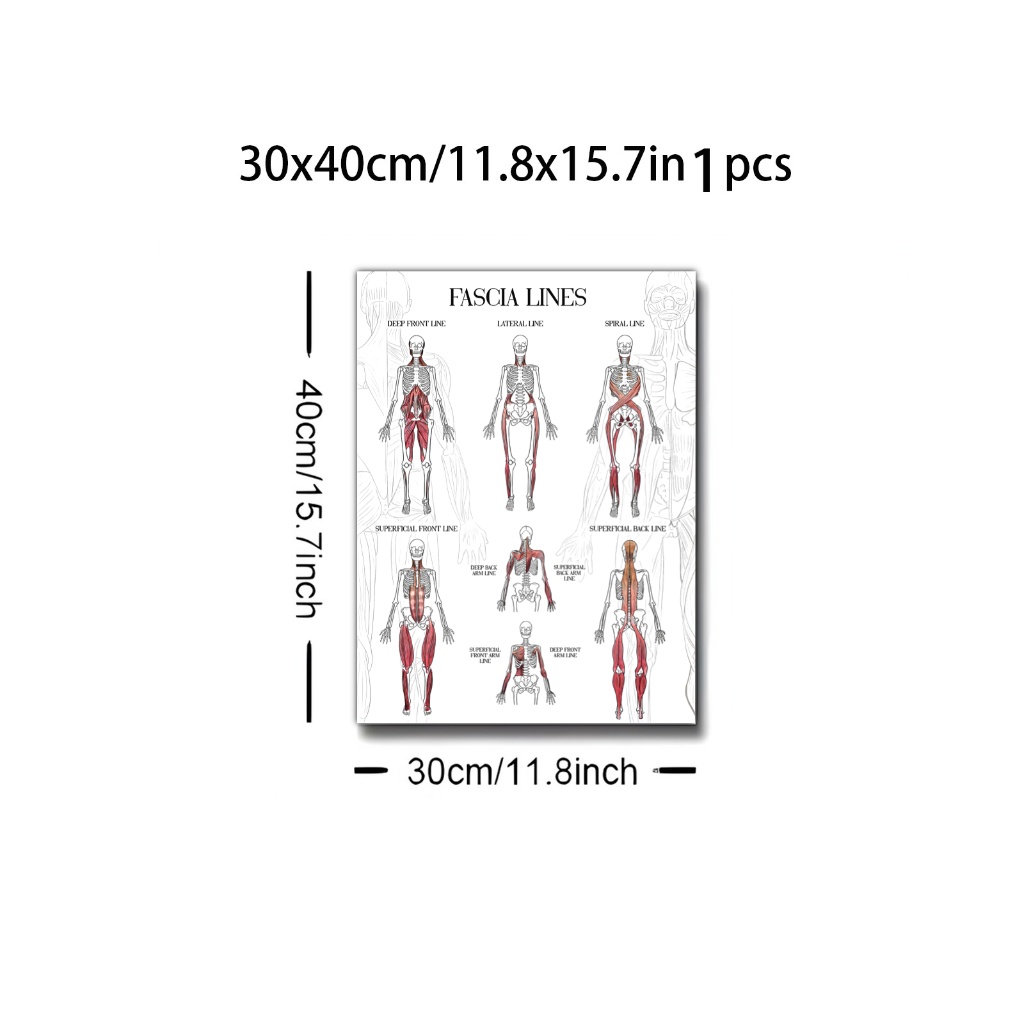 30x40cm/11.8x15.7in 1 pcs
FASCIA LINES
DEEP FRONT LINE
LATERAL LINE
SPIRAL LINE
40cm/15.7inch
SUPERFICIAL FRONT LINE
SUPERFICIAL BACK LINE
DEEP BACK
ARM LINE
SUPERFICIAL
BACK ARM
LINE
SUPERFICIAL
FRONT ARM
LINE
DEEP FRONT
ARM LINE
30cm/11.8inch